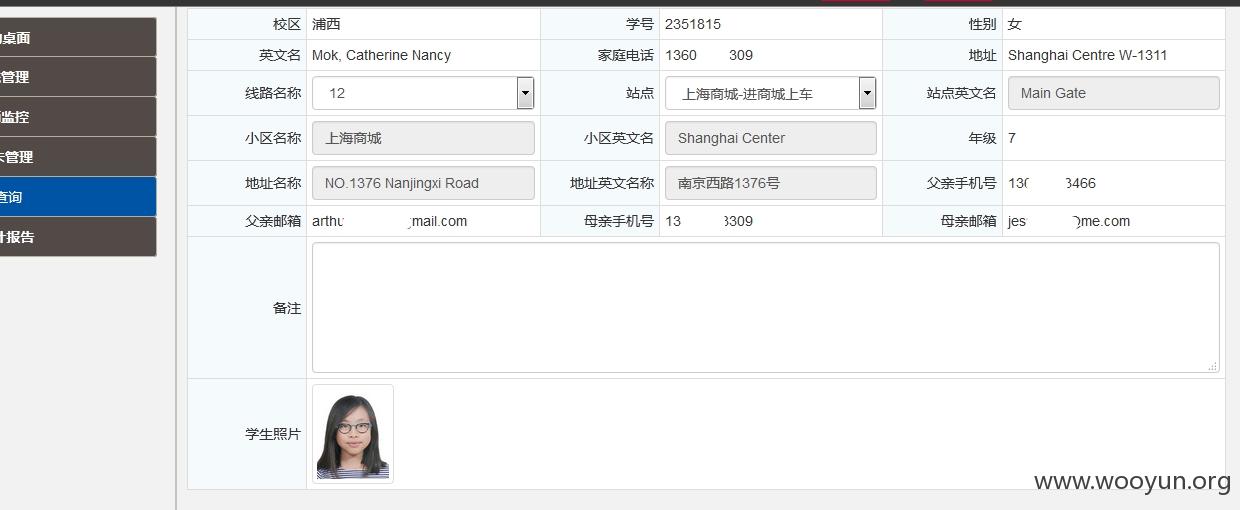 校区 浦西 学号 2351815 性别 女
桌面
英文名 Mok, Catherine Nancy 家庭电话 1360 309 地址 Shanghai Centre W-1311
管理
线路名称 12 站点 上海商城-进商城上车 站点英文名 Main Gate
监控
小区名称 上海商城 小区英文名 Shanghai Center 年级 7
卡管理
地址名称 NO.1376 Nanjingxi Road 地址英文名称 南京西路1376号 父亲手机号 130 3466
查询
父亲邮箱 arthu mail.com 母亲手机号 13 3309 母亲邮箱 jes @me.com
计报告
备注
学生照片
www.wooyun.org